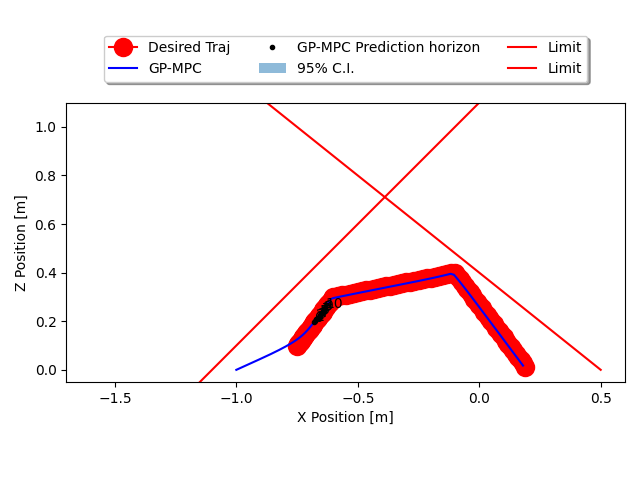 Desired Traj GP-MPC Prediction horizon Limit
GP-MPC 95% C.I. Limit
1.0
0.8
0.6
0.4
0.2
0.0
Z Position [m]
−1.5 −1.0 −0.5 0.0 0.5
X Position [m]